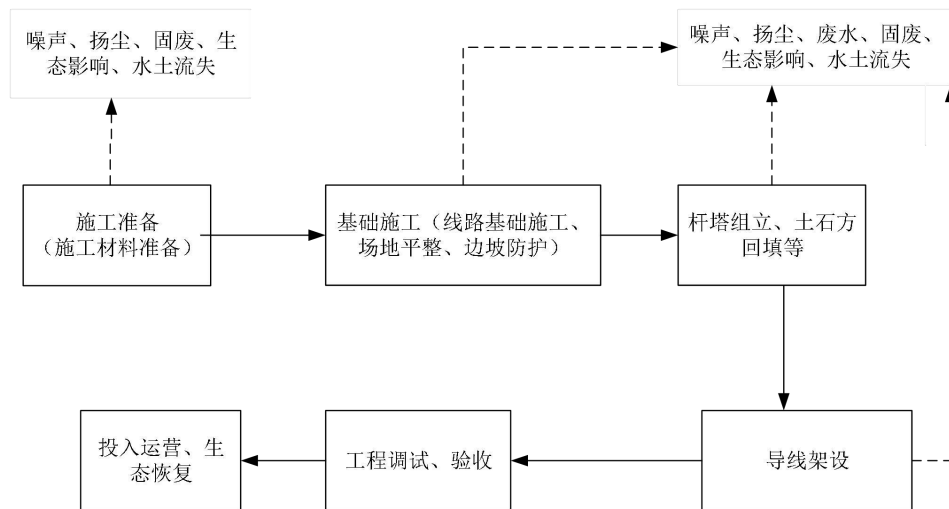 噪声、扬尘、固废、生
态影响、水土流失
噪声、扬尘、废水、固废、
生态影响、水土流失
施工准备
（施工材料准备）
基础施工（线路基础施工、
场地平整、边坡防护）
杆塔组立、土石方
回填等
投入运营、生
态恢复
工程调试、验收
导线架设